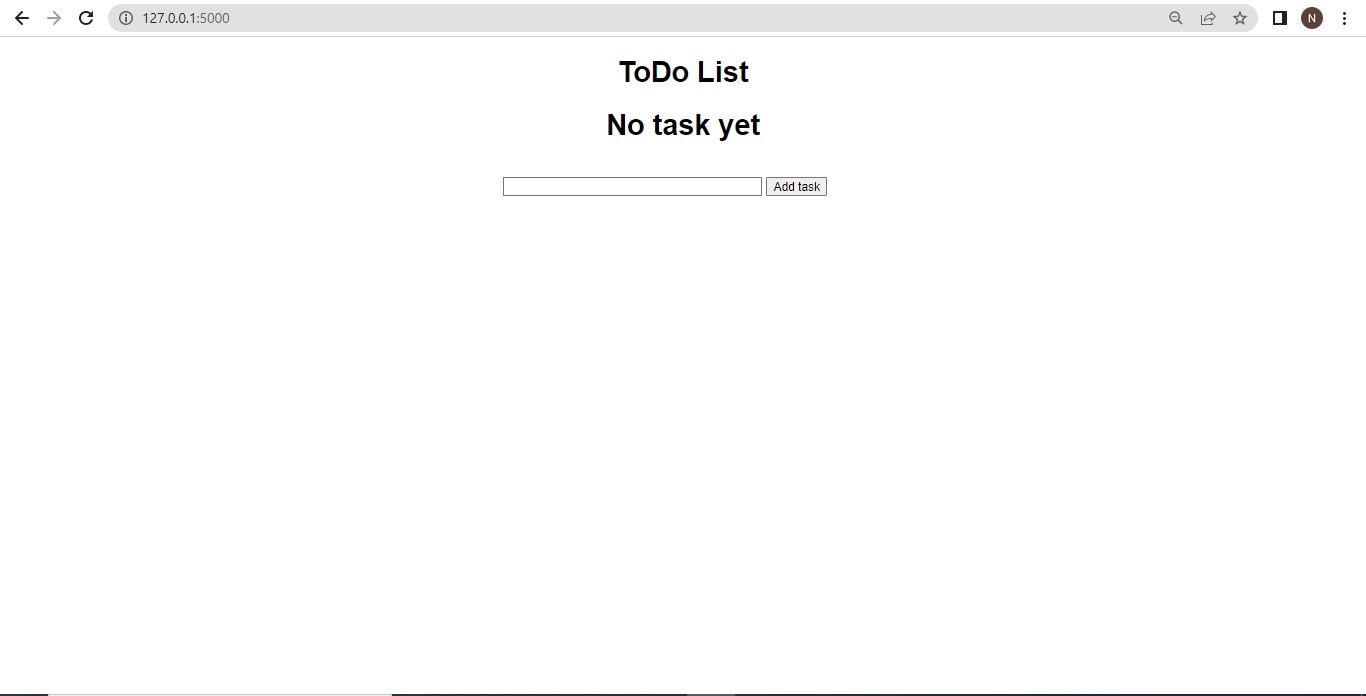 127.0.0.1:5000
N
ToDo List
No task yet
Add task